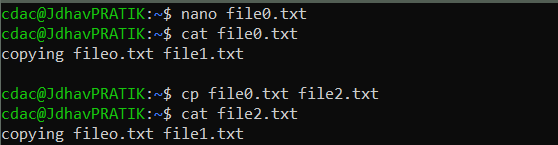 cdac@JdhavPRATIK:~$ nano file0.txt
cdac@JdhavPRATIK:~$ cat file0.txt
copying fileo.txt file1.txt
cdac@JdhavPRATIK:~$ cp file0.txt file2.txt
cdac@JdhavPRATIK:~$ cat file2.txt
copying fileo.txt file1.txt